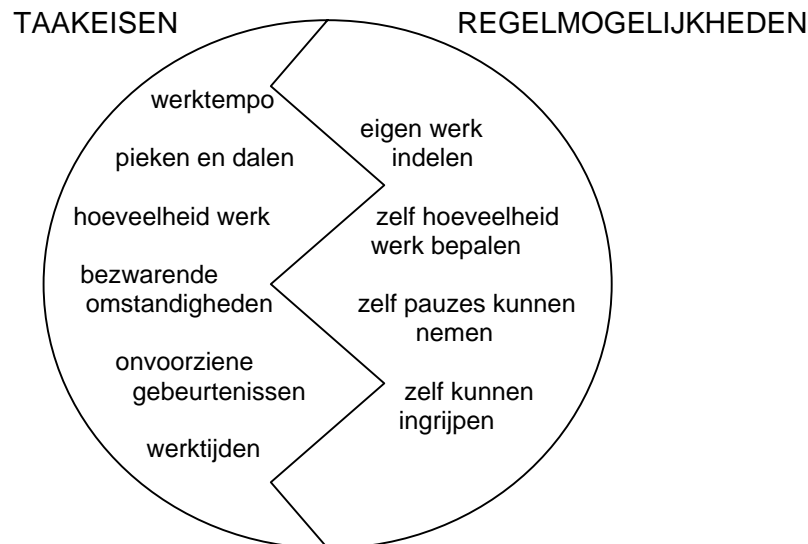 TAAKEISEN
REGELMOGELIJKHEDEN
werktempo
pieken en dalen
hoeveelheid werk
bezwarende
omstandigheden
onvoorziene
gebeurtenissen
werktijden
eigen werk
indelen
zelf hoeveelheid
werk bepalen
zelf pauzes kunnen
nemen
zelf kunnen
ingrijpen